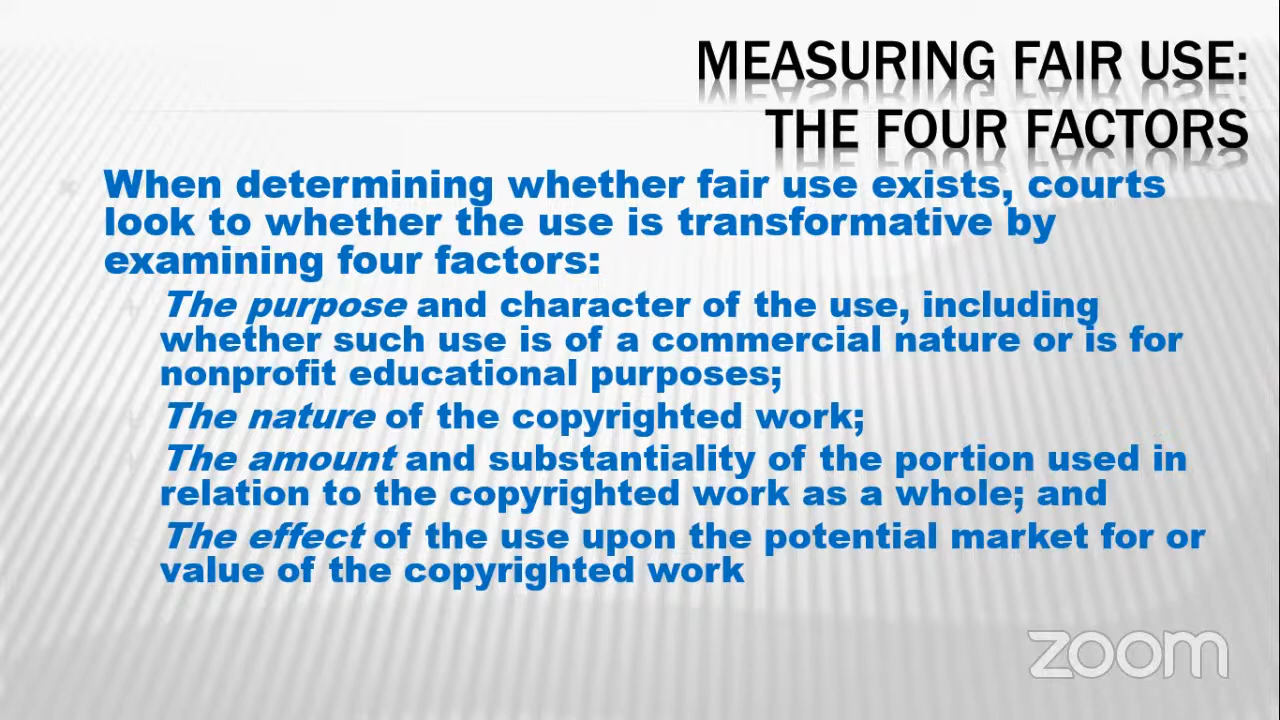 MEASURING FAIR USE:
THE FOUR FACTORS
When determining whether fair use exists, courts
look to whether the use is transformative by
examining four factors:
The purpose and character of the use, including
whether such use is of a commercial nature or is for
nonprofit educational purposes;
The nature of the copyrighted work;
The amount and substantiality of the portion used in
relation to the copyrighted work as a whole; and
The effect of the use upon the potential market for or
value of the copyrighted work
zoom